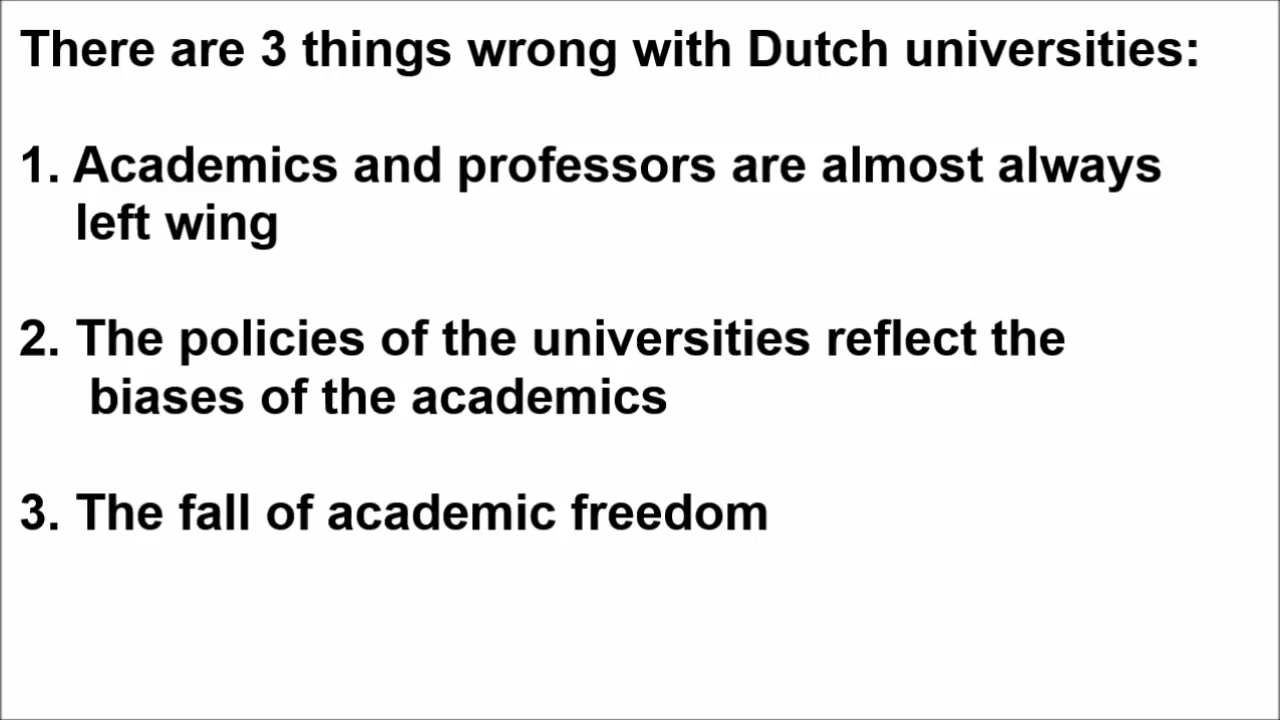 There are 3 things wrong with Dutch universities:
1. Academics and professors are almost always
left wing
2. The policies of the universities reflect the
biases of the academics
3. The fall of academic freedom